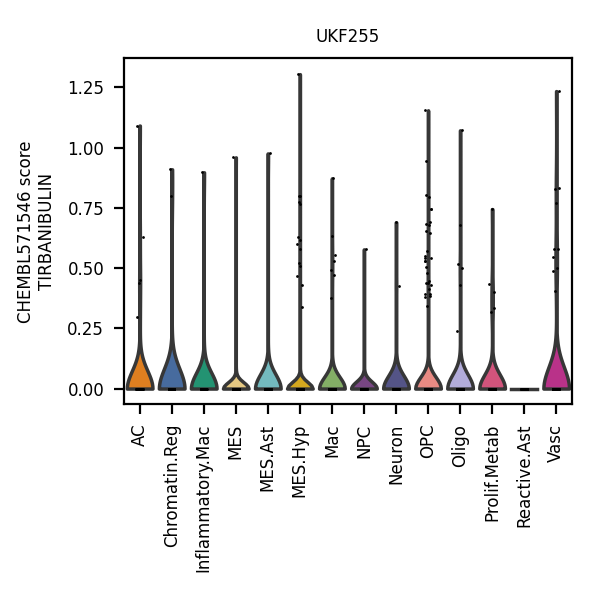 UKF255
CHEMBL571546 score
TIRBANIBULIN
1.25
1.00
0.75
0.50
0.25
0.00
AC
Chromatin.Reg
Inflammatory.Mac
MES
MES.Ast
MES.Hyp
Mac
NPC
Neuron
OPC
Oligo
Prolif.Metab
Reactive.Ast
Vasc